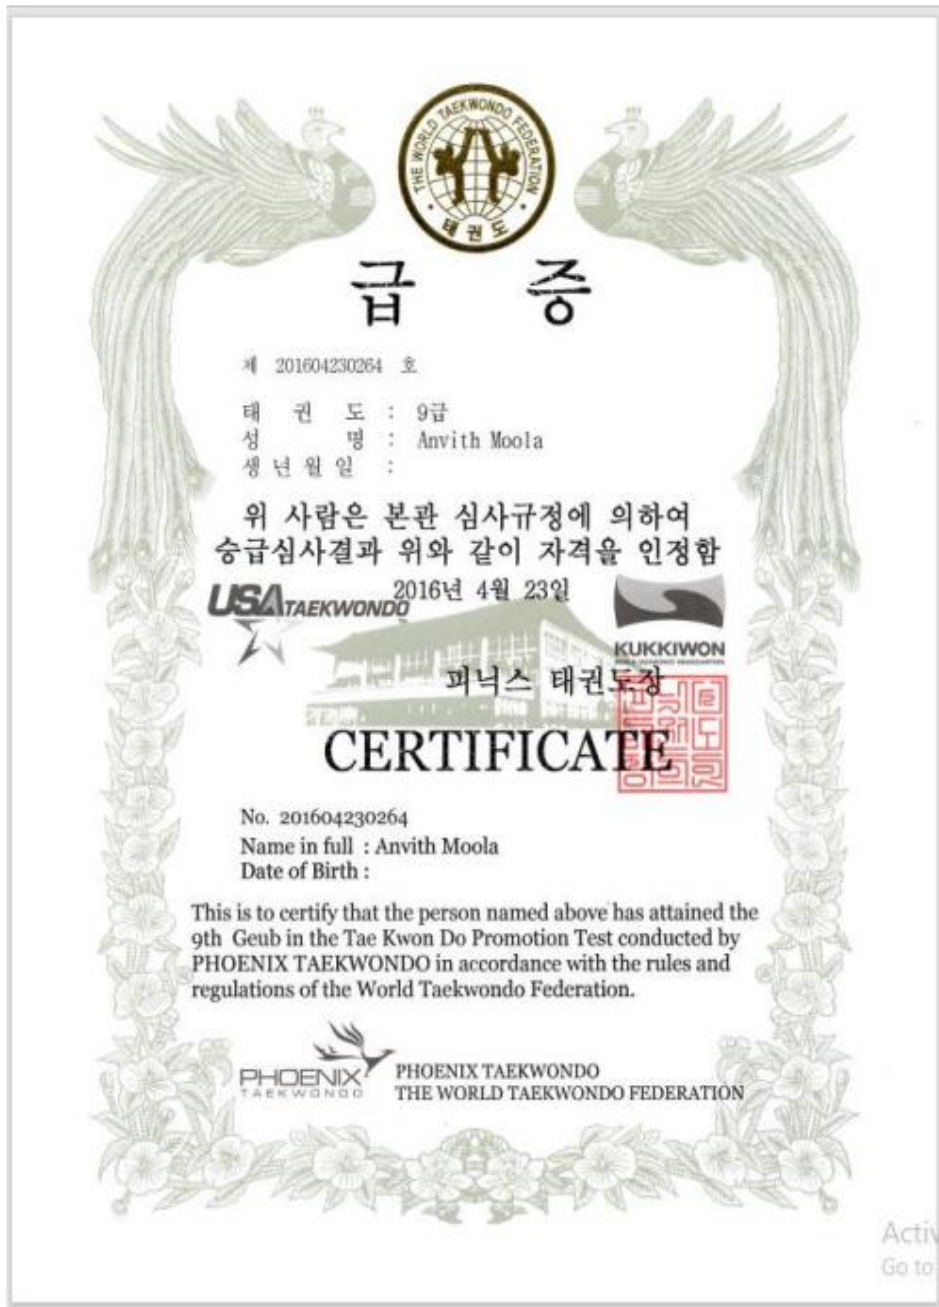 THE WORLD TAEKWONDO FEDERATION
태권도
급 증
제 201604230264 호
태 권 도 : 9급
성 명 : Anvith Moola
생년월일 :
위 사람은 본관 심사규정에 의하여
승급심사결과 위와 같이 자격을 인정함
2016년 4월 23일
USA TAEKWONDO
KUKKIWON
피닉스 태권도장
CERTIFICATE
No. 201604230264
Name in full : Anvith Moola
Date of Birth :
This is to certify that the person named above has attained the
9th Geub in the Tae Kwon Do Promotion Test conducted by
PHOENIX TAEKWONDO in accordance with the rules and
regulations of the World Taekwondo Federation.
PHOENIX
TAEKWONDO
PHOENIX TAEKWONDO
THE WORLD TAEKWONDO FEDERATION
Activ
Go to